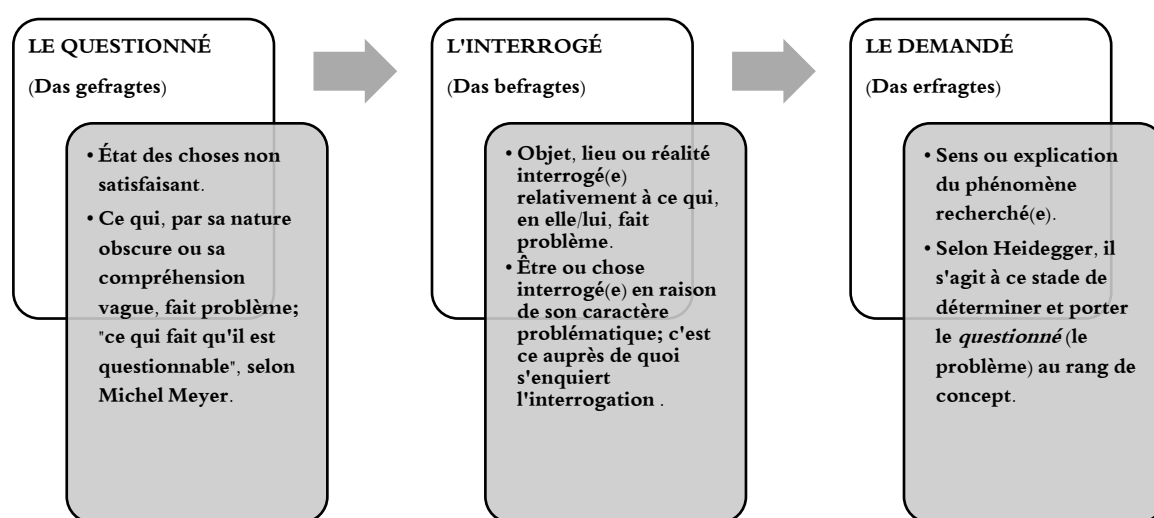 LE QUESTIONNÉ
(Das gefragtes)
• État des choses non
satisfaisant.
• Ce qui, par sa nature
obscure ou sa
compréhension
vague, fait problème;
"ce qui fait qu'il est
questionnable", selon
Michel Meyer.
L'INTERROGÉ
(Das befragtes)
• Objet, lieu ou réalité
interrogé(e)
relativement à ce qui,
en elle/lui, fait
problème.
• Être ou chose
interrogé(e) en raison
de son caractère
problématique; c'est
ce auprès de quoi
s'enquiert
l'interrogation .
LE DEMANDÉ
(Das erfragtes)
• Sens ou explication
du phénomène
recherché(e).
• Selon Heidegger, il
s'agit à ce stade de
déterminer et porter
le questionné (le
problème) au rang de
concept.